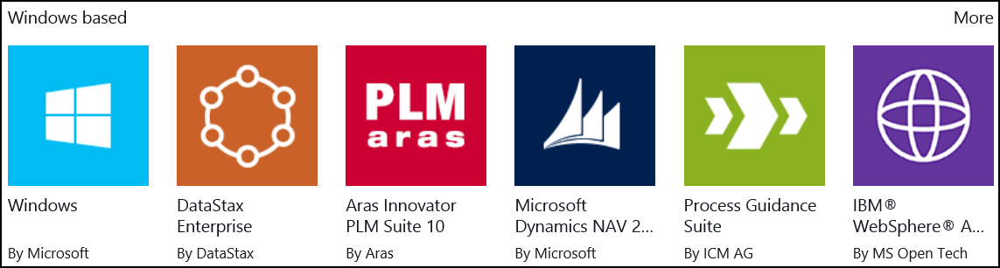 Windows based
More
PLM
aras
Windows
DataStax
Enterprise
Aras Innovator
PLM Suite 10
Microsoft
Dynamics NAV 2...
Process Guidance
Suite
IBM®
WebSphere® A...
By Microsoft
By DataStax
By Aras
By Microsoft
By ICM AG
By MS Open Tech